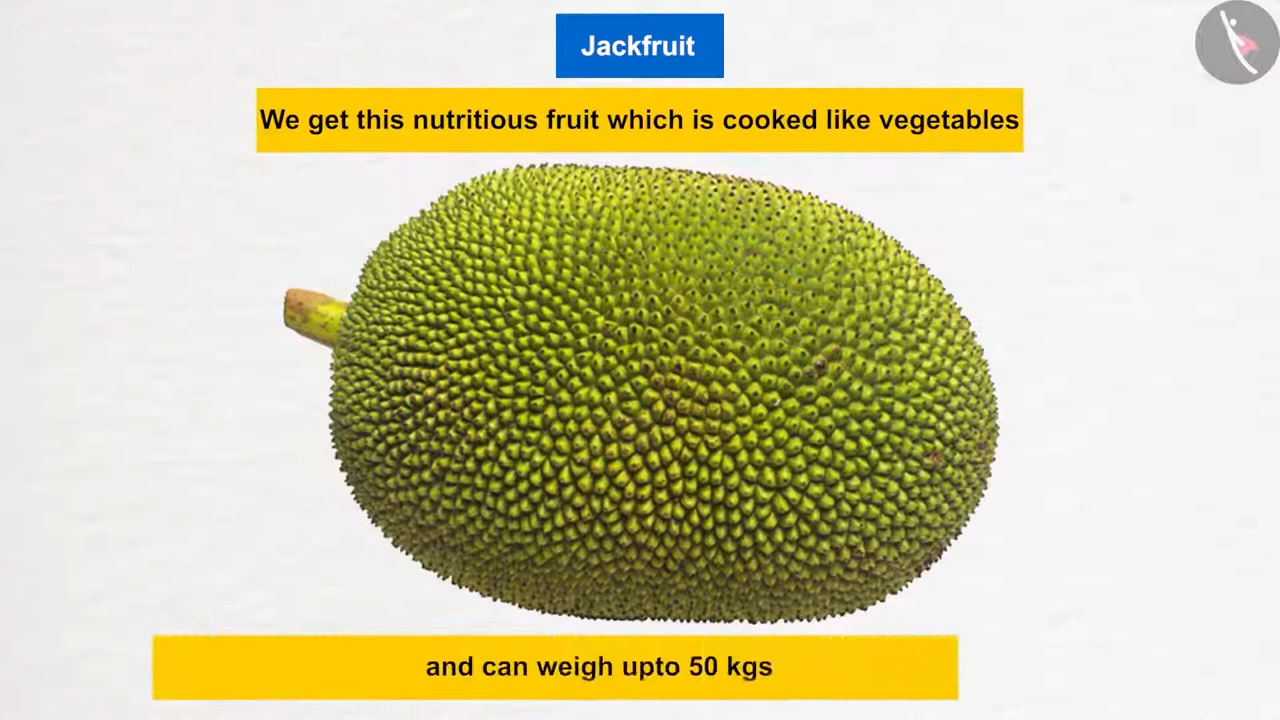 Jackfruit
We get this nutritious fruit which is cooked like vegetables
and can weigh upto 50 kgs